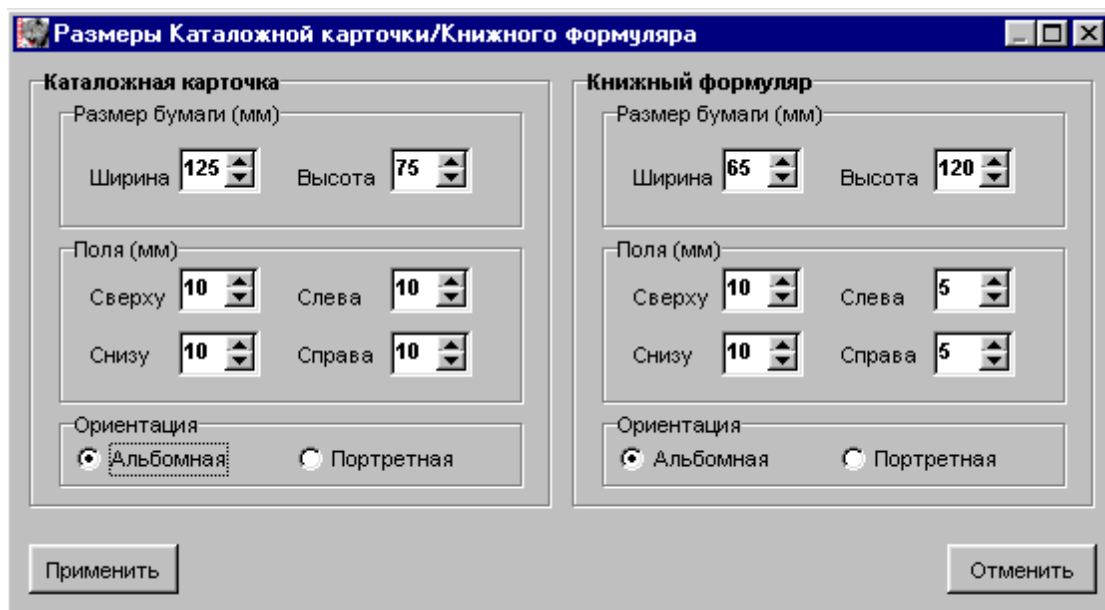 Размеры Каталожной карточки/Книжного формуляра
Каталожная карточка
Размер бумаги (мм)
Ширина 125 Высота 75
Поля (мм)
Сверху 10 Слева 10
Снизу 10 Справа 10
Ориентация
Альбомная Портретная
Книжный формуляр
Размер бумаги (мм)
Ширина 65 Высота 120
Поля (мм)
Сверху 10 Слева 5
Снизу 10 Справа 5
Ориентация
Альбомная Портретная
Применить Отменить